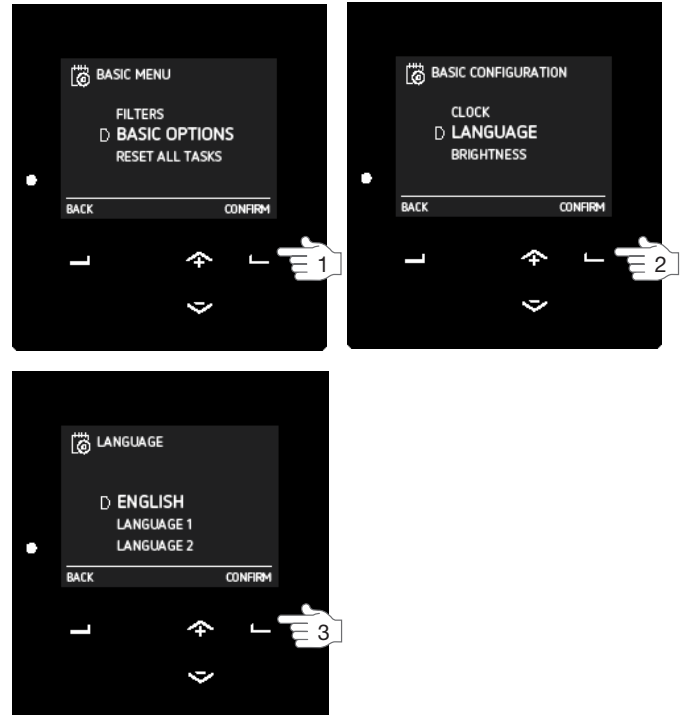 BASIC MENU
FILTERS
BASIC OPTIONS
RESET ALL TASKS
BACK CONFIRM
1
BASIC CONFIGURATION
CLOCK
LANGUAGE
BRIGHTNESS
BACK CONFIRM
2
LANGUAGE
ENGLISH
LANGUAGE 1
LANGUAGE 2
BACK CONFIRM
3